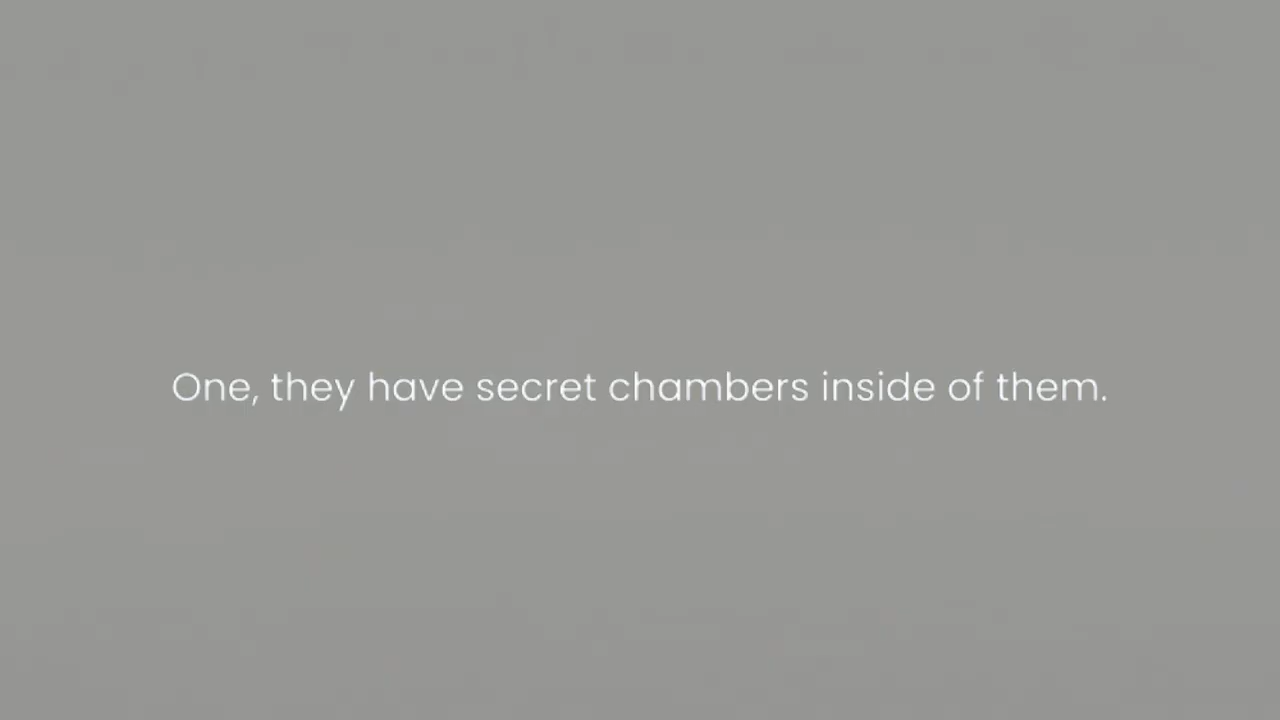 One, they have secret chambers inside of them.